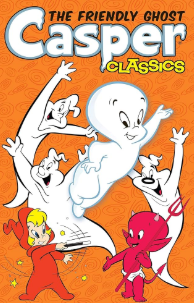 THE FRIENDLY GHOST
Casper
CLASSICS